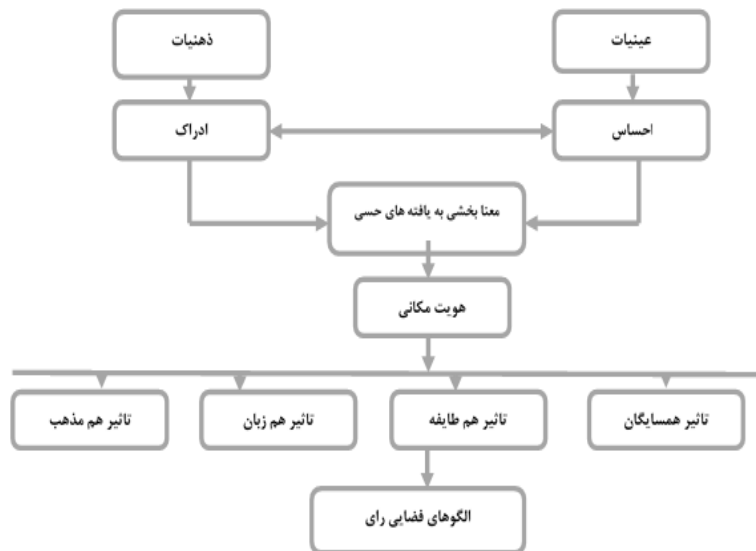 عینیات
ذهنیات
احساس
ادراک
معنا بخشی به یافته های حسی
هویت مکانی
تاثیر همسایگان
تاثیر هم طایفه
تاثیر هم زبان
تاثیر هم مذهب
الگوهای فضایی رای